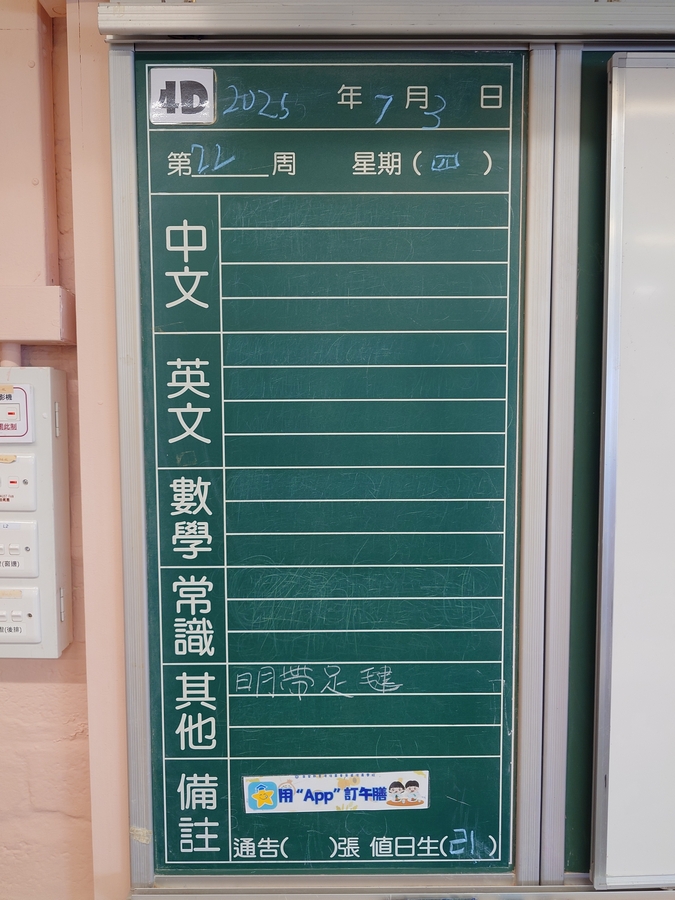 4D 2025 年 7 月 3 日
第 22 周 星期 ( 四 )
中文
英文
數學
常識
其他 明帶足毽
備註
用 “App” 訂午膳
通告( )張 值日生(21)